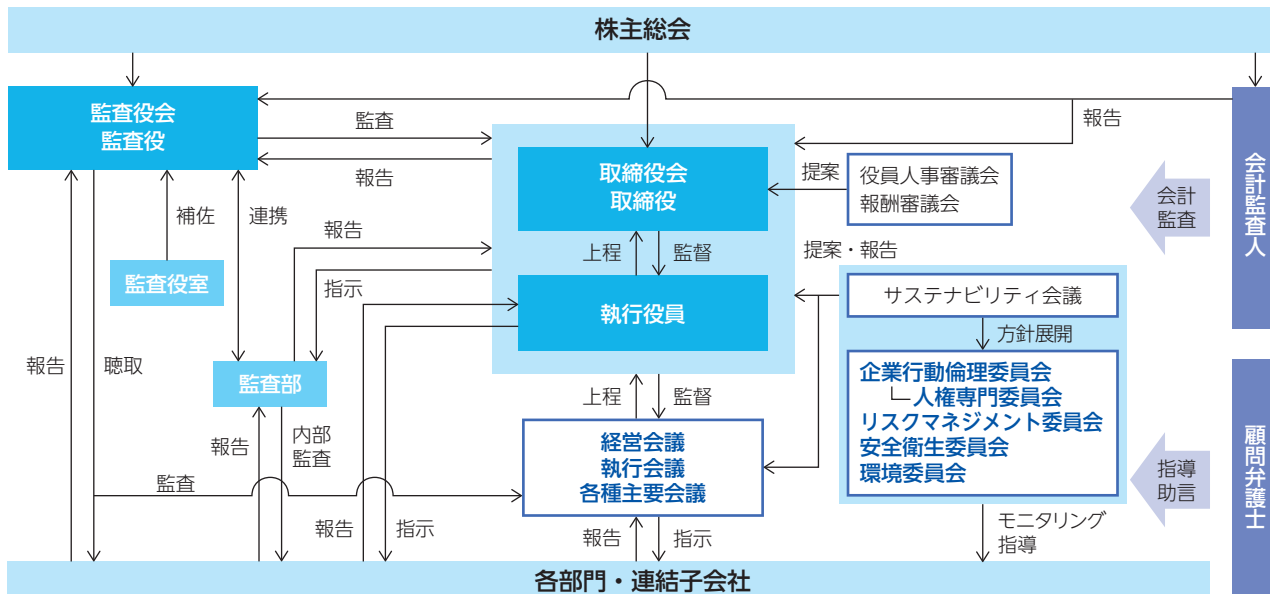 株主総会
監査役会
監査役
監査
報告
報告
取締役会
取締役
提案
役員人事審議会
報酬審議会
会計
監査
会計監査人
補佐
連携
報告
上程
監督
提案・報告
監査役室
指示
執行役員
サステナビリティ会議
方針展開
報告
聴取
監査部
上程
監督
企業行動倫理委員会
人権専門委員会
リスクマネジメント委員会
安全衛生委員会
環境委員会
報告
内部
監査
経営会議
執行会議
各種主要会議
監査
指導
助言
顧問弁護士
報告
指示
報告
指示
モニタリング
指導
各部門・連結子会社